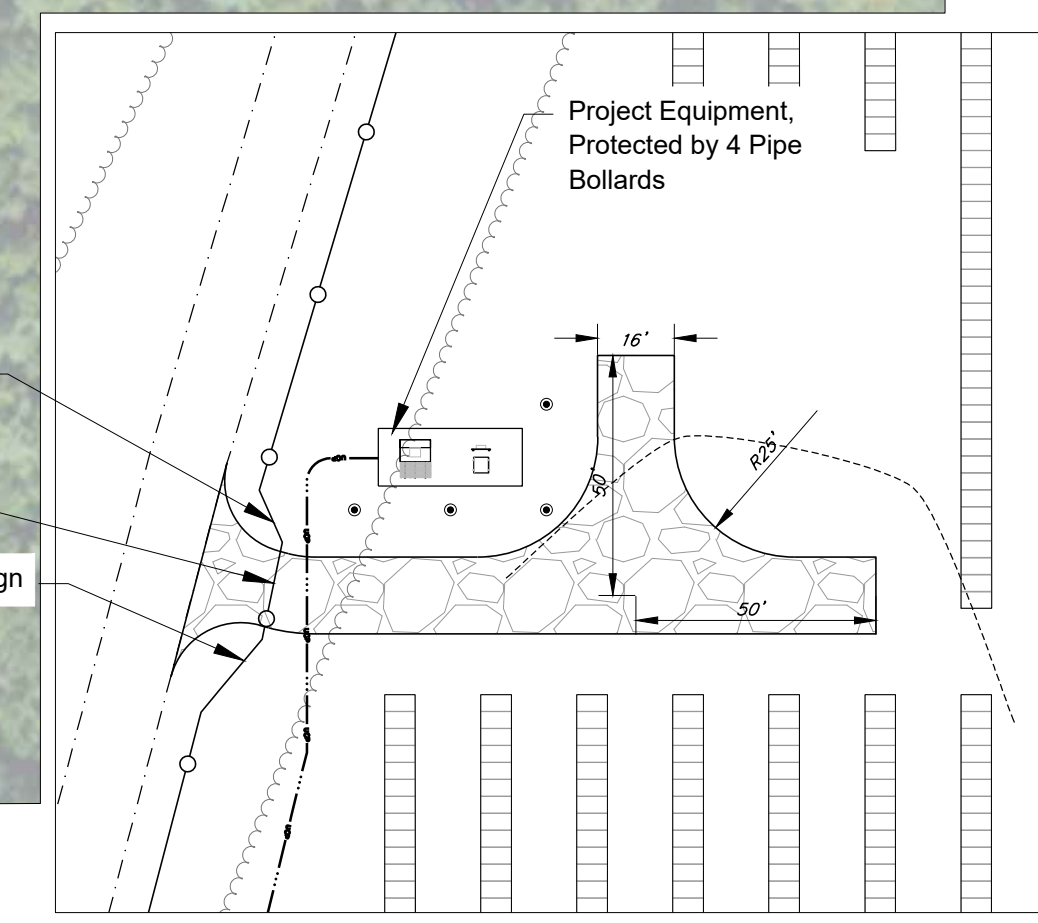 Project Equipment,
Protected by 4 Pipe
Bollards
16'
R25'
50'
50'
gn